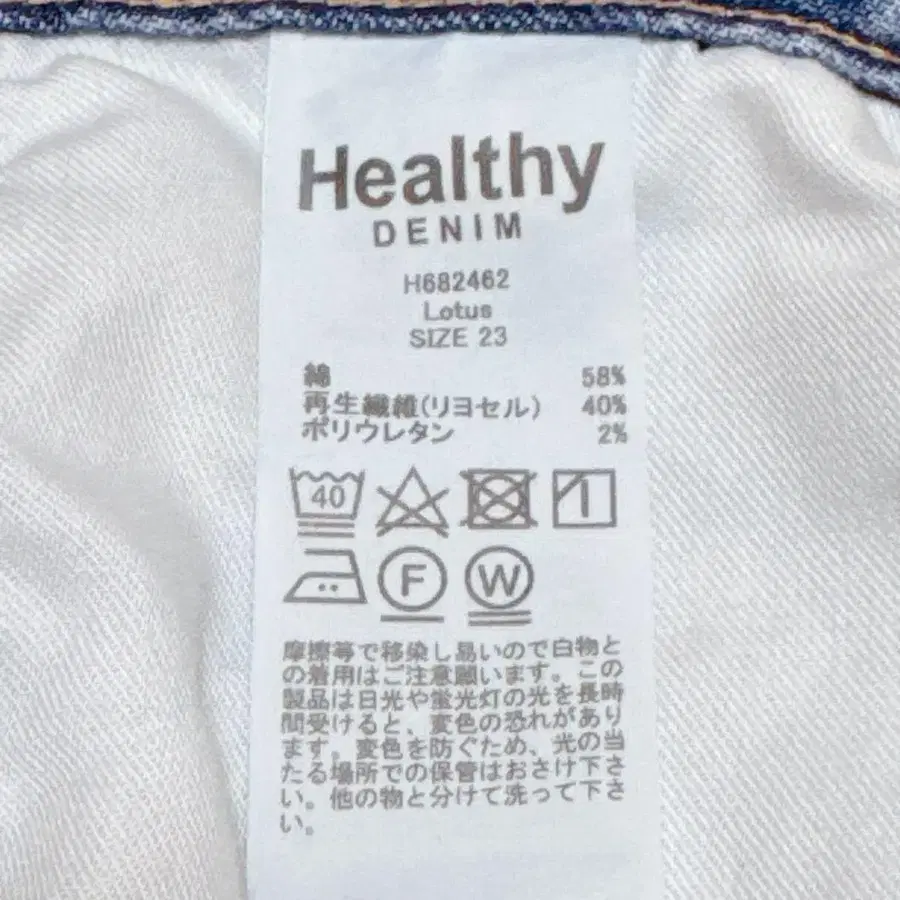 Healthy
DENIM
H682462
Lotus
SIZE 23
綿 58%
再生繊維(リヨセル) 40%
ポリウレタン 2%
40
F W
摩擦等で移染し易いので白物と
の着用はご注意願います。この
製品は日光や蛍光灯の光を長時
間受けると、変色の恐れがあり
ます。変色を防ぐため、光の当
たる場所での保管はおさけ下さ
い。他の物と分けて洗って下さ
い。